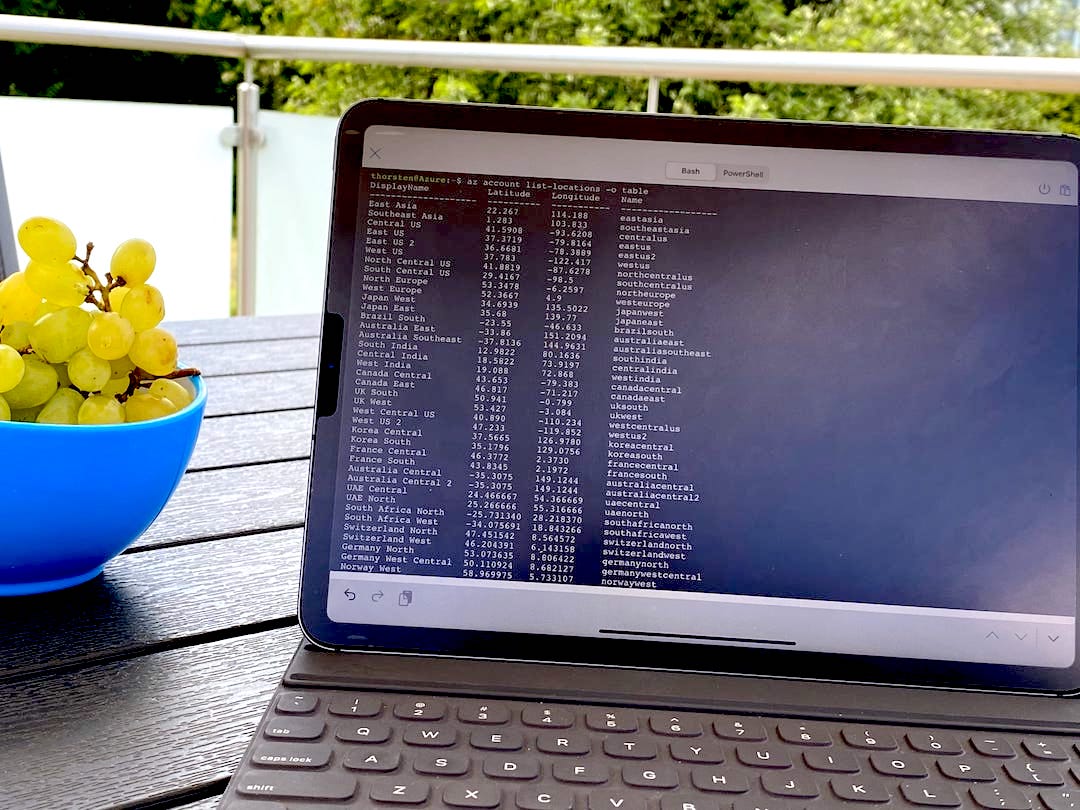 Bash PowerShell
thorsten@Azure:~$ az account list-locations -o table
DisplayName Latitude Longitude Name
-------------------- ---------- ----------- ------------------
East Asia 22.267 114.188 eastasia
Southeast Asia 1.283 103.833 southeastasia
Central US 41.5908 -93.6208 centralus
East US 37.3719 -79.8164 eastus
East US 2 36.6681 -78.3889 eastus2
West US 37.783 -122.417 westus
North Central US 41.8819 -87.6278 northcentralus
South Central US 29.4167 -98.5 southcentralus
North Europe 53.3478 -6.2597 northeurope
West Europe 52.3667 4.9 westeurope
Japan West 34.6939 135.5022 japanwest
Japan East 35.68 139.77 japaneast
Brazil South -23.55 -46.633 brazilsouth
Australia East -33.86 151.2094 australiaeast
Australia Southeast -37.8136 144.9631 australiasoutheast
South India 12.9822 80.1636 southindia
Central India 18.5822 73.9197 centralindia
West India 19.088 72.868 westindia
Canada Central 43.653 -79.383 canadacentral
Canada East 46.817 -71.217 canadaeast
UK South 50.941 -0.799 uksouth
UK West 53.427 -3.084 ukwest
West Central US 40.890 -110.234 westcentralus
West US 2 47.233 -119.852 westus2
Korea Central 37.5665 126.9780 koreacentral
Korea South 35.1796 129.0756 koreasouth
France Central 46.3772 2.3730 francecentral
France South 43.8345 2.1972 francesouth
Australia Central -35.3075 149.1244 australiacentral
Australia Central 2 -35.3075 149.1244 australiacentral2
UAE Central 24.466667 54.366669 uaecentral
UAE North 25.266666 55.316666 uaenorth
South Africa North -25.731340 28.218370 southafricanorth
South Africa West -34.075691 18.843266 southafricawest
Switzerland North 47.451542 8.564572 switzerlandnorth
Switzerland West 46.204391 6.143158 switzerlandwest
Germany North 53.073635 8.806422 germanynorth
Germany West Central 50.110924 8.682127 germanywestcentral
Norway West 58.969975 5.733107 norwaywest
~ ! 1 @ 2 # 3 $ 4 % 5 ^ 6 & 7 * 8 ( 9 ) 0 _ - + =
tab Q W E R T Y U I O P { [
caps lock A S D F G H J K L :
shift Z X C V B